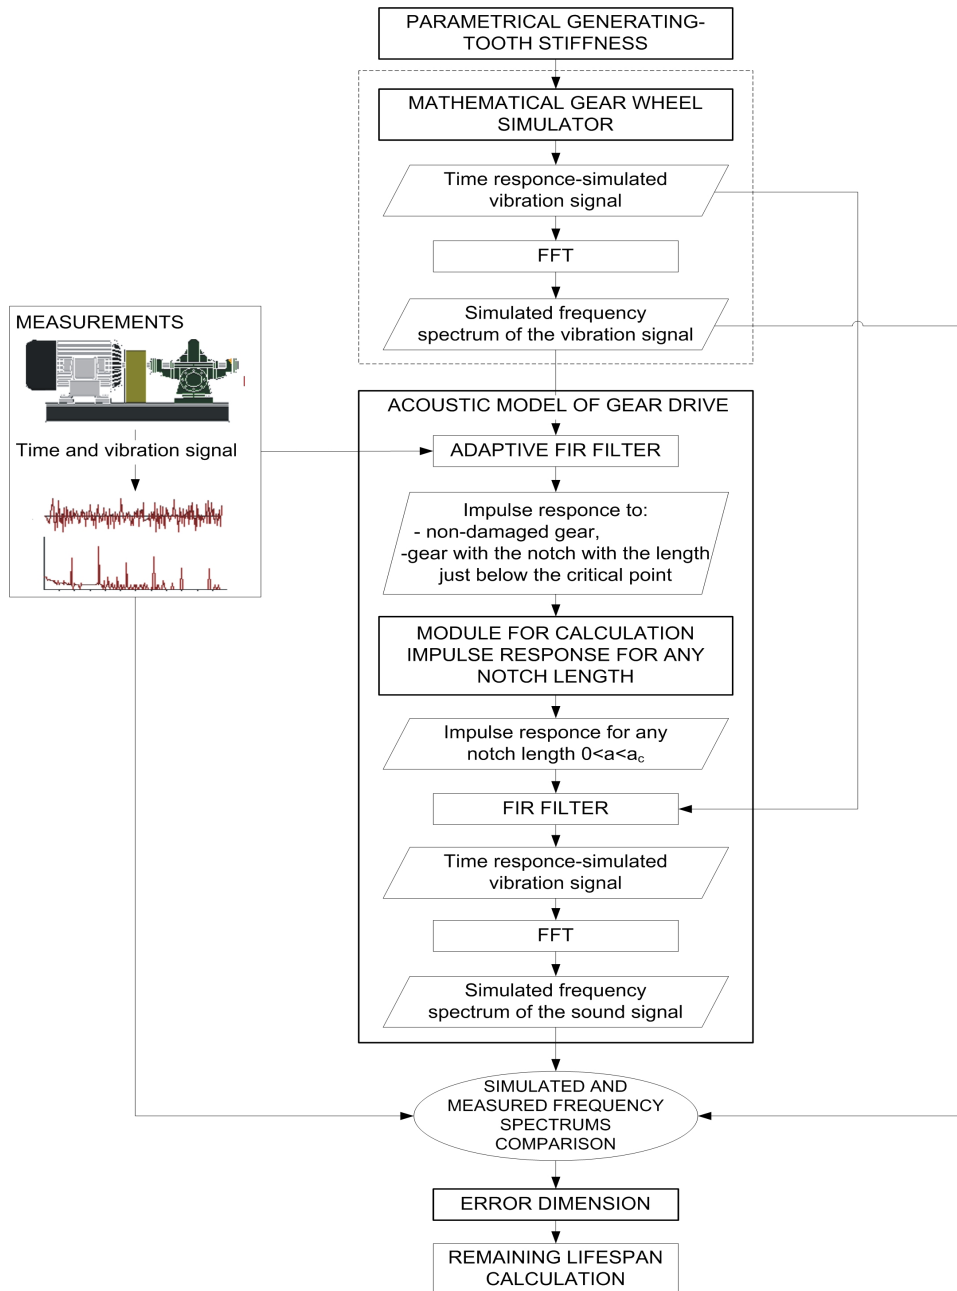 PARAMETRICAL GENERATING-
TOOTH STIFFNESS
MATHEMATICAL GEAR WHEEL
SIMULATOR
Time responce-simulated
vibration signal
FFT
Simulated frequency
spectrum of the vibration signal
MEASUREMENTS
Time and vibration signal
ACOUSTIC MODEL OF GEAR DRIVE
ADAPTIVE FIR FILTER
Impulse responce to:
- non-damaged gear,
-gear with the notch with the length
just below the critical point
MODULE FOR CALCULATION
IMPULSE RESPONSE FOR ANY
NOTCH LENGTH
Impulse responce for any
notch length 0<a<ac
FIR FILTER
Time responce-simulated
vibration signal
FFT
Simulated frequency
spectrum of the sound signal
SIMULATED AND
MEASURED FREQUENCY
SPECTRUMS
COMPARISON
ERROR DIMENSION
REMAINING LIFESPAN
CALCULATION